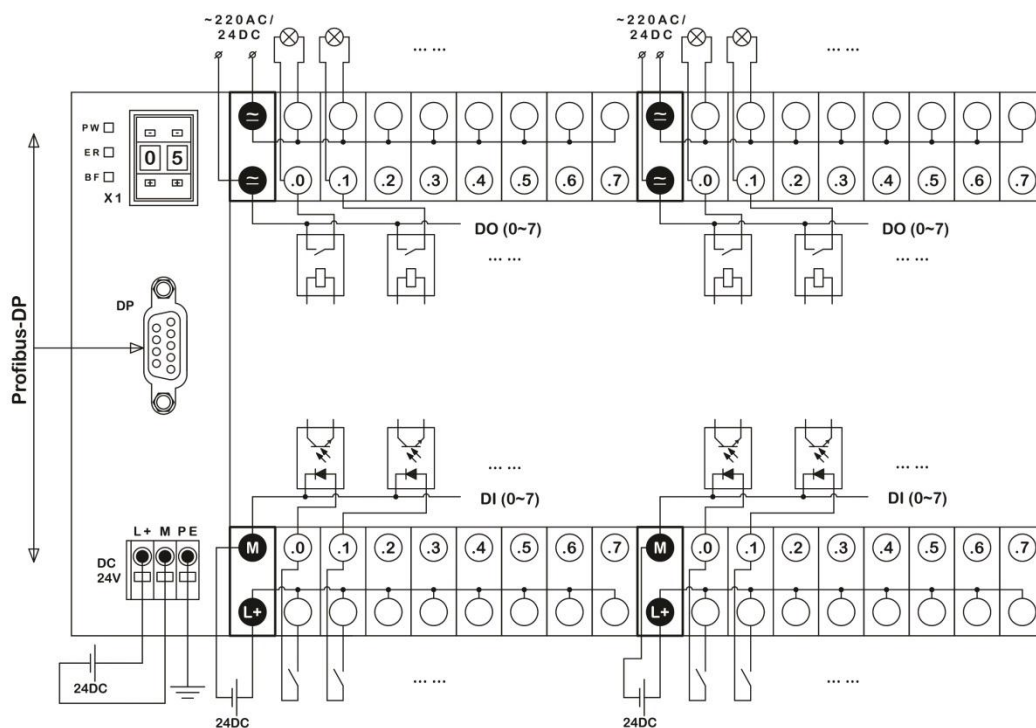 ~220AC/
24DC
... ...
~220AC/
24DC
... ...
PW
ER
BF
- -
0 5
+ +
X1
≃
≃
≃ .0 .1 .2 .3 .4 .5 .6 .7
≃ .0 .1 .2 .3 .4 .5 .6 .7
DO (0~7)
... ...
DO (0~7)
... ...
Profibus-DP
DP
... ...
DI (0~7)
... ...
DI (0~7)
L+ M PE
DC
24V
M .0 .1 .2 .3 .4 .5 .6 .7
M .0 .1 .2 .3 .4 .5 .6 .7
L+
L+
24DC
24DC
... ...
24DC
... ...